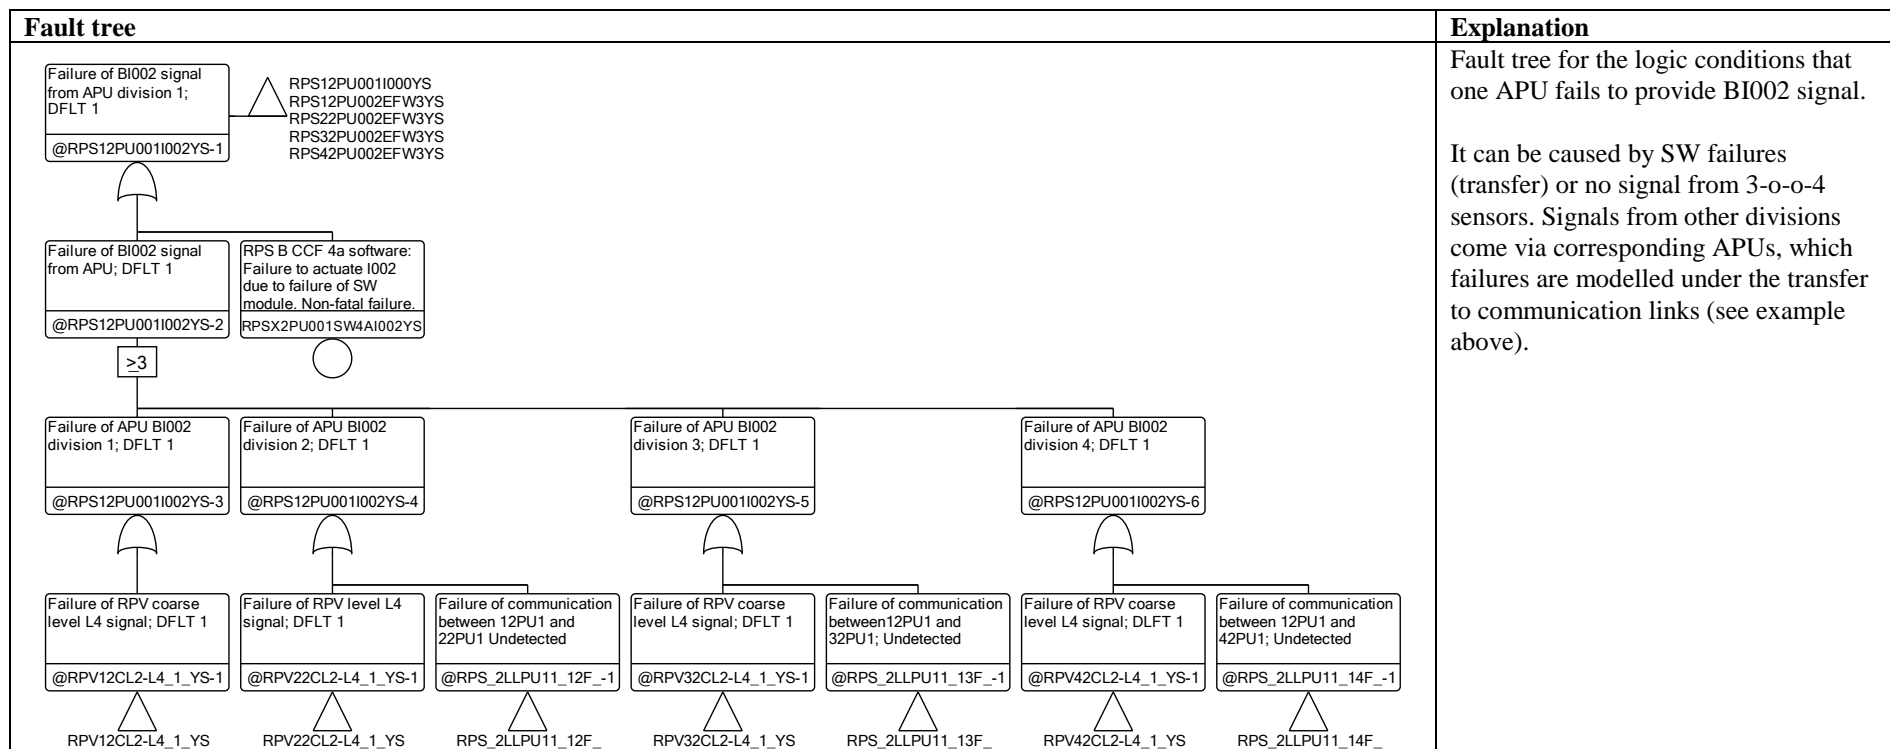 Fault tree
Explanation
Failure of BI002 signal
from APU division 1;
DFLT 1
@RPS12PU001I002YS-1
RPS12PU001I000YS
RPS12PU002EFW3YS
RPS22PU002EFW3YS
RPS32PU002EFW3YS
RPS42PU002EFW3YS
Failure of BI002 signal
from APU; DFLT 1
@RPS12PU001I002YS-2
RPS B CCF 4a software:
Failure to actuate I002
due to failure of SW
module. Non-fatal failure.
RPSX2PU001SW4AI002YS
≥3
Failure of APU BI002
division 1; DFLT 1
@RPS12PU001I002YS-3
Failure of APU BI002
division 2; DFLT 1
@RPS12PU001I002YS-4
Failure of APU BI002
division 3; DFLT 1
@RPS12PU001I002YS-5
Failure of APU BI002
division 4; DFLT 1
@RPS12PU001I002YS-6
Failure of RPV coarse
level L4 signal; DFLT 1
@RPV12CL2-L4_1_YS-1
RPV12CL2-L4_1_YS
Failure of RPV level L4
signal; DFLT 1
@RPV22CL2-L4_1_YS-1
RPV22CL2-L4_1_YS
Failure of communication
between 12PU1 and
22PU1 Undetected
@RPS_2LLPU11_12F_-1
RPS_2LLPU11_12F_
Failure of RPV coarse
level L4 signal; DFLT 1
@RPV32CL2-L4_1_YS-1
RPV32CL2-L4_1_YS
Failure of communication
between12PU1 and
32PU1; Undetected
@RPS_2LLPU11_13F_-1
RPS_2LLPU11_13F_
Failure of RPV coarse
level L4 signal; DLFT 1
@RPV42CL2-L4_1_YS-1
RPV42CL2-L4_1_YS
Failure of communication
between 12PU1 and
42PU1; Undetected
@RPS_2LLPU11_14F_-1
RPS_2LLPU11_14F_
Fault tree for the logic conditions that
one APU fails to provide BI002 signal.
It can be caused by SW failures
(transfer) or no signal from 3-o-o-4
sensors. Signals from other divisions
come via corresponding APUs, which
failures are modelled under the transfer
to communication links (see example
above).